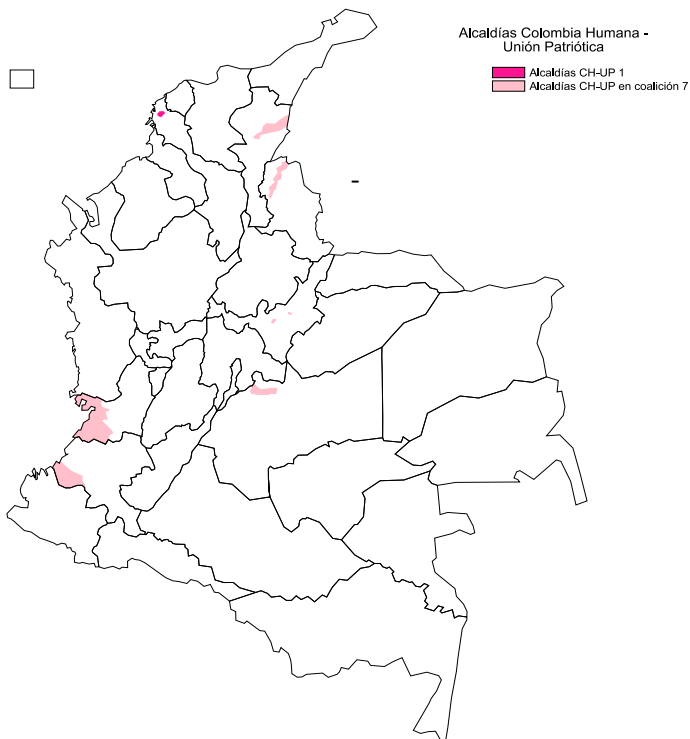 Alcaldías Colombia Humana -
Unión Patriótica
Alcaldías CH-UP 1
Alcaldías CH-UP en coalición 7